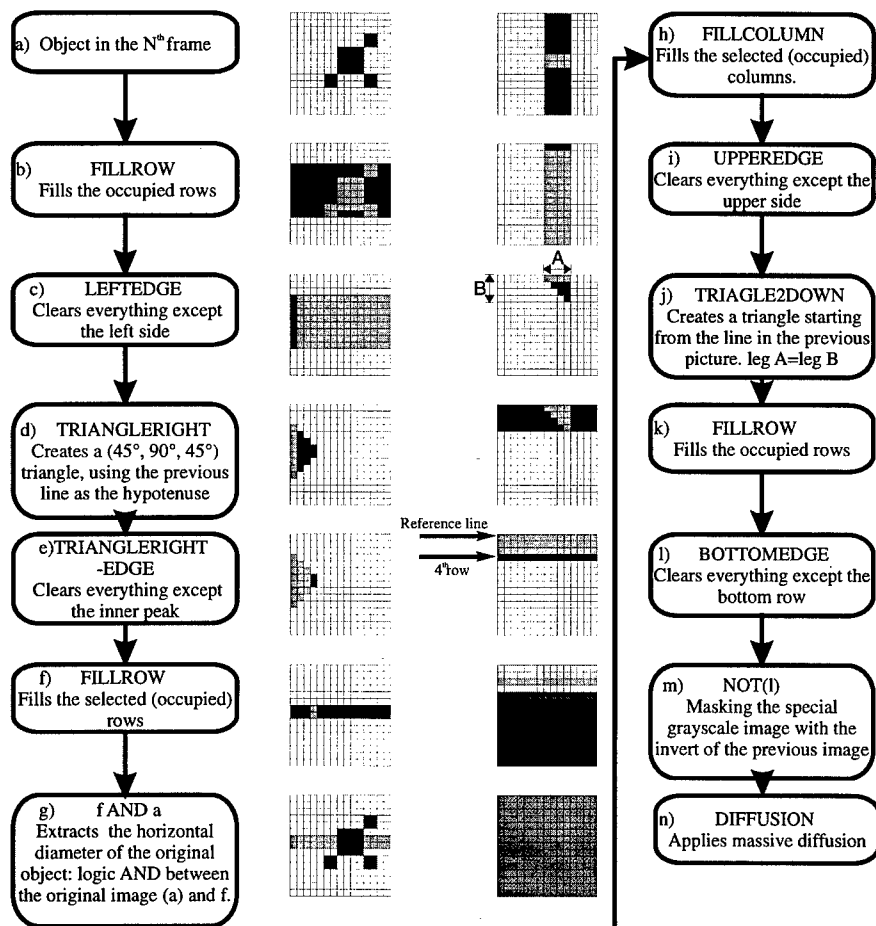 a) Object in the Nth frame
b) FILLROW
Fills the occupied rows
c) LEFTEDGE
Clears everything except
the left side
d) TRIANGLERIGHT
Creates a (45°, 90°, 45°)
triangle, using the previous
line as the hypotenuse
e)TRIANGLERIGHT
-EDGE
Clears everything except
the inner peak
f) FILLROW
Fills the selected (occupied)
rows
g) f AND a
Extracts the horizontal
diameter of the original
object: logic AND between
the original image (a) and f.
A
B
Reference line
4th row
h) FILLCOLUMN
Fills the selected (occupied)
columns.
i) UPPEREDGE
Clears everything except the
upper side
j) TRIAGLE2DOWN
Creates a triangle starting
from the line in the previous
picture. leg A=leg B
k) FILLROW
Fills the occupied rows
l) BOTTOMEDGE
Clears everything except the
bottom row
m) NOT(l)
Masking the special
grayscale image with the
invert of the previous image
n) DIFFUSION
Applies massive diffusion